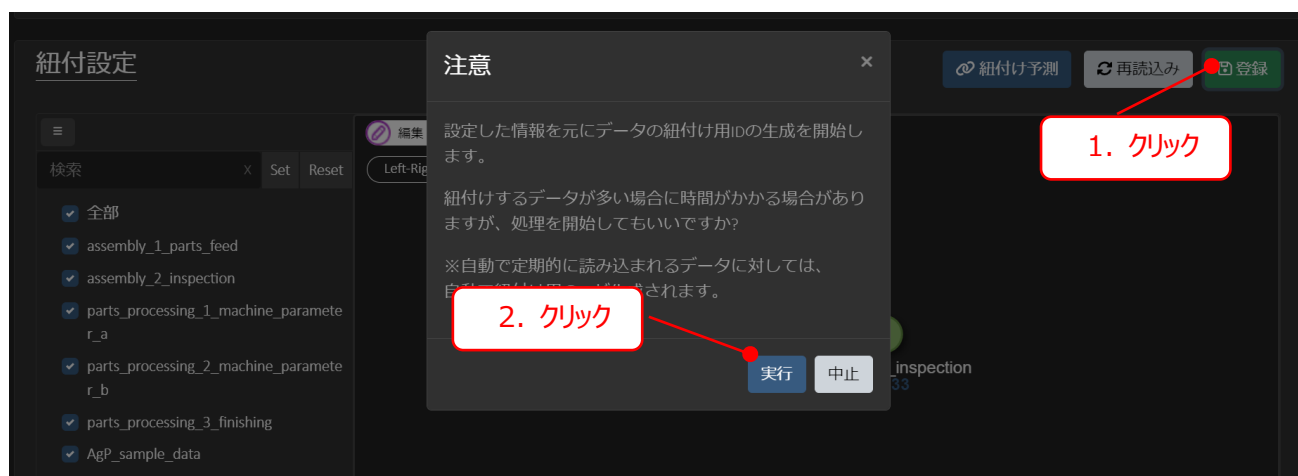 紐付設定
紐付け予測
再読込み
登録
1. クリック
≡
検索 X Set Reset
全部
assembly_1_parts_feed
assembly_2_inspection
parts_processing_1_machine_paramete
r_a
parts_processing_2_machine_paramete
r_b
parts_processing_3_finishing
AgP_sample_data
編集
Left-Rig
注意 ×
設定した情報を元にデータの紐付け用IDの生成を開始し
ます。
紐付けするデータが多い場合に時間がかかる場合があり
ますが、処理を開始してもいいですか?
※自動で定期的に読み込まれるデータに対しては、
されます。
2. クリック
実行 中止
_inspection
33